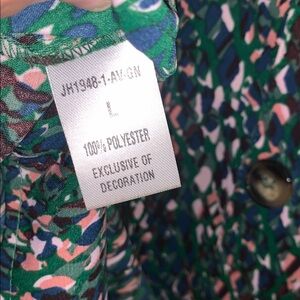 JH1948-1-AV-GN
L
100% POLYESTER
EXCLUSIVE OF
DECORATION